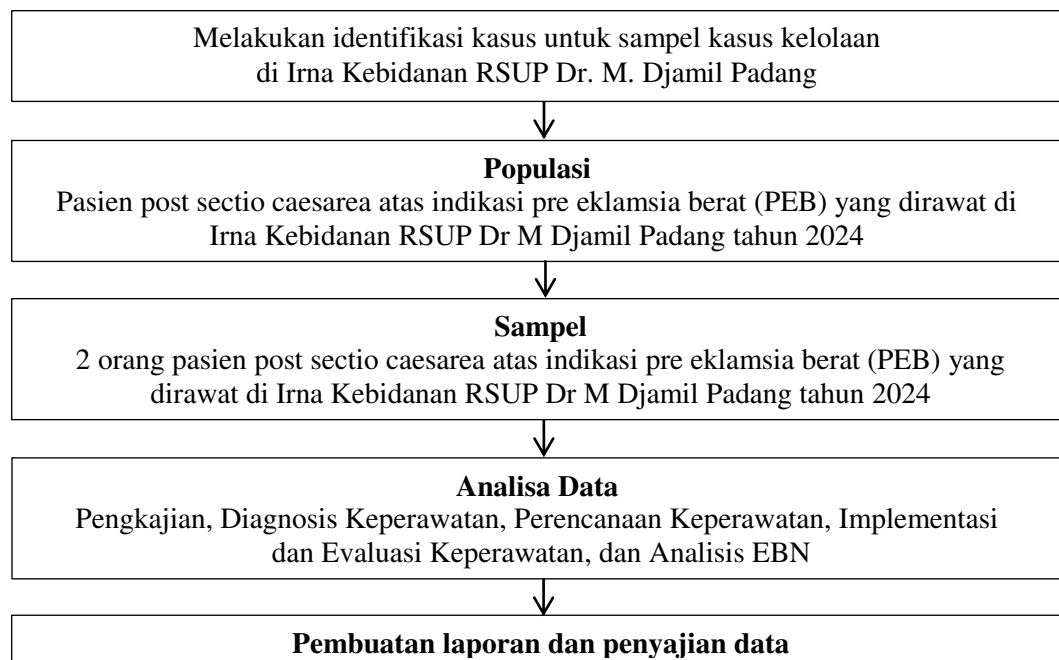 Melakukan identifikasi kasus untuk sampel kasus kelolaan
di Irna Kebidanan RSUP Dr. M. Djamil Padang
Populasi
Pasien post sectio caesarea atas indikasi pre eklamsia berat (PEB) yang dirawat di
Irna Kebidanan RSUP Dr M Djamil Padang tahun 2024
Sampel
2 orang pasien post sectio caesarea atas indikasi pre eklamsia berat (PEB) yang
dirawat di Irna Kebidanan RSUP Dr M Djamil Padang tahun 2024
Analisa Data
Pengkajian, Diagnosis Keperawatan, Perencanaan Keperawatan, Implementasi
dan Evaluasi Keperawatan, dan Analisis EBN
Pembuatan laporan dan penyajian data